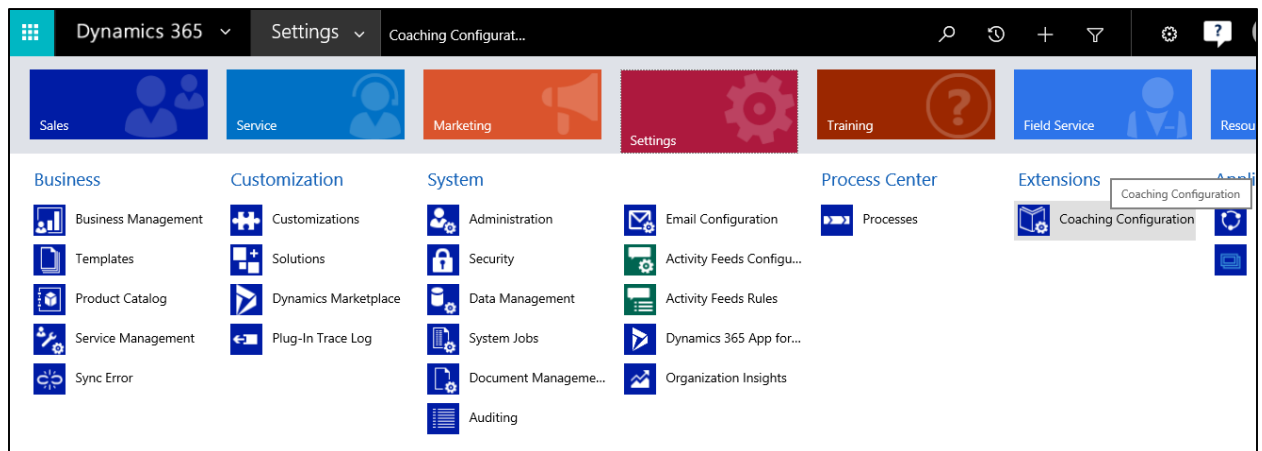 Dynamics 365
Settings
Coaching Configurat...
?
Sales
Service
Marketing
Settings
Training
?
Field Service
Resou
Business
Business Management
Templates
Product Catalog
Service Management
Sync Error
Customization
Customizations
Solutions
Dynamics Marketplace
Plug-In Trace Log
System
Administration
Security
Data Management
System Jobs
Document Manageme...
Auditing
Email Configuration
Activity Feeds Configu...
Activity Feeds Rules
Dynamics 365 App for...
Organization Insights
Process Center
Processes
Extensions
Coaching Configuration
Coaching Configuration